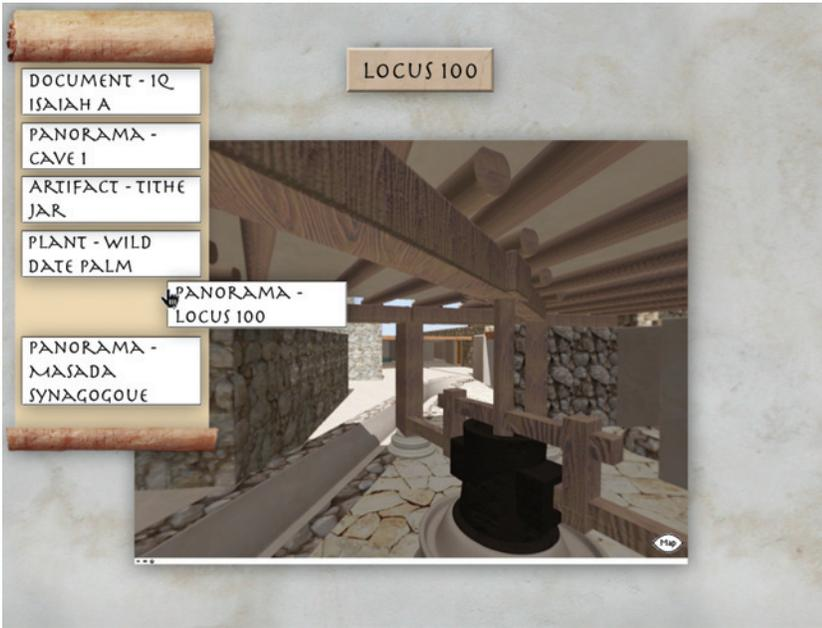 LOCUS 100
DOCUMENT - 1Q
ISAIAH A
PANORAMA -
CAVE 1
ARTIFACT - TITHE
JAR
PLANT - WILD
DATE PALM
PANORAMA -
LOCUS 100
PANORAMA -
MASADA
SYNAGOGUE
Map